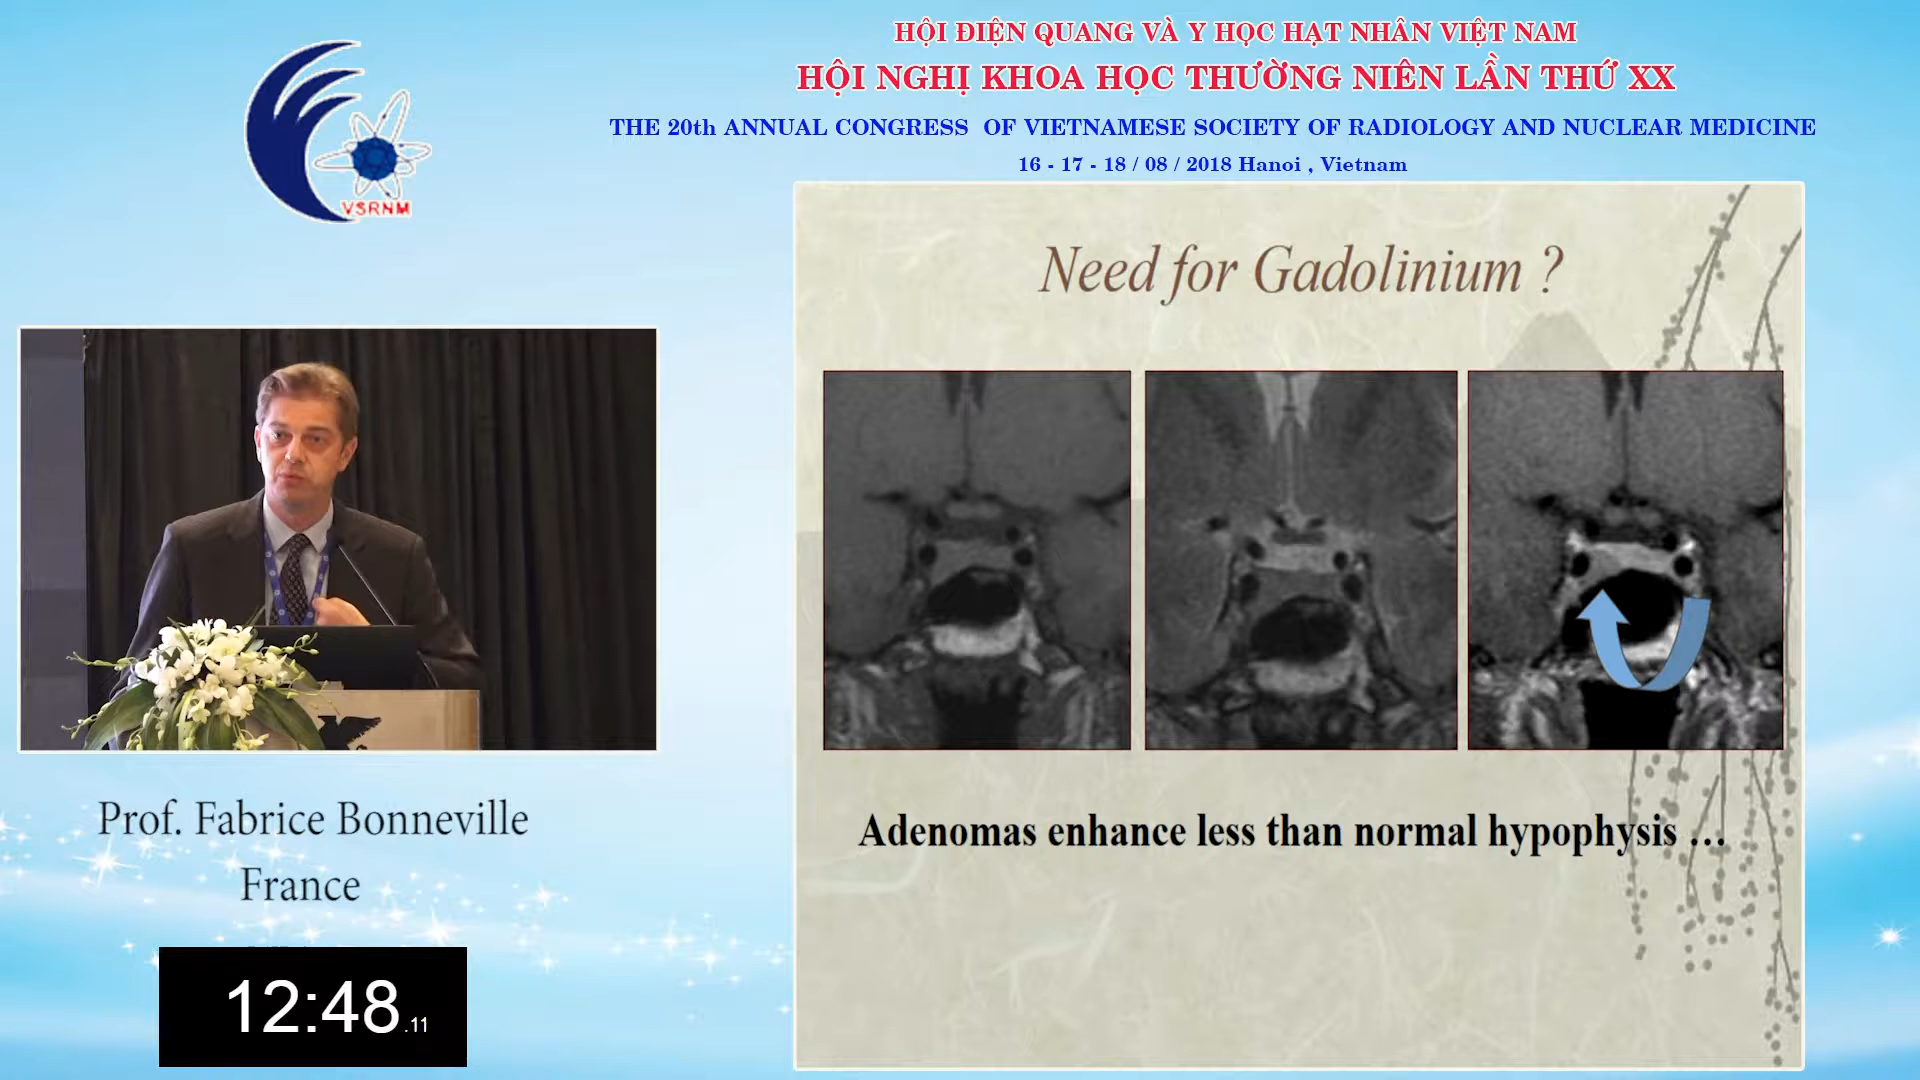 HỘI ĐIỆN QUANG VÀ Y HỌC HẠT NHÂN VIỆT NAM
HỘI NGHỊ KHOA HỌC THƯỜNG NIÊN LẦN THỨ XX
THE 20th ANNUAL CONGRESS OF VIETNAMESE SOCIETY OF RADIOLOGY AND NUCLEAR MEDICINE
16 - 17 - 18 / 08 / 2018 Hanoi , Vietnam
VSRNM
Need for Gadolinium ?
Adenomas enhance less than normal hypophysis ...
Prof. Fabrice Bonneville
France
12:48.11